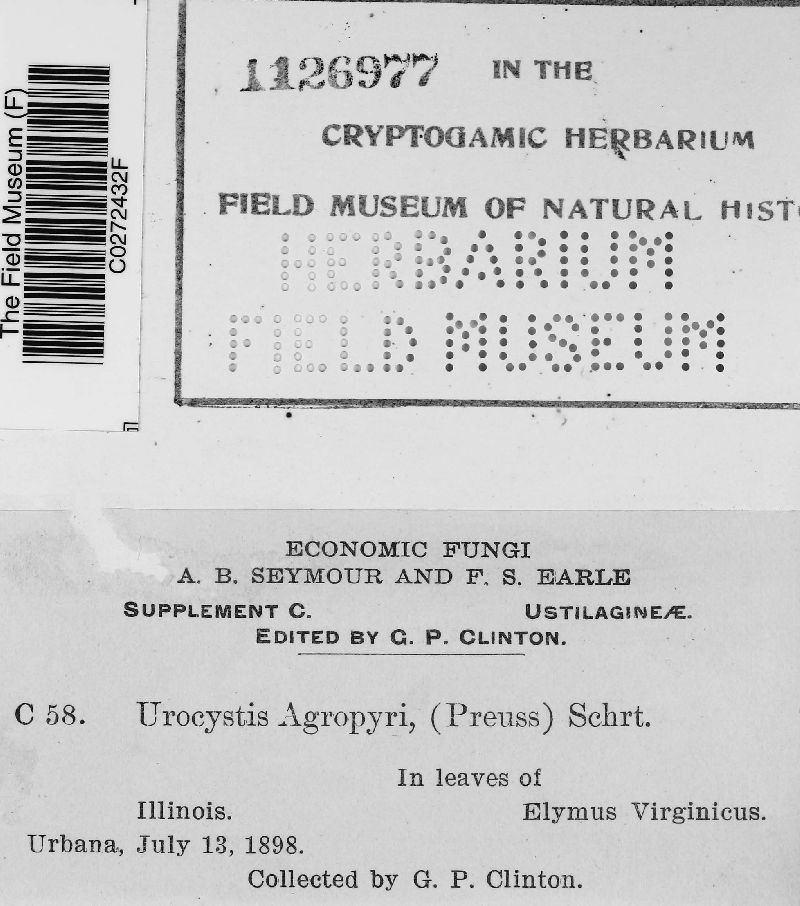 The Field Museum (F)
C0272432F
1126977 IN THE
CRYPTOGAMIC HERBARIUM
FIELD MUSEUM OF NATURAL HIST
HERBARIUM
FIELD MUSEUM
ECONOMIC FUNGI
A. B. SEYMOUR AND F. S. EARLE
SUPPLEMENT C. USTILAGINEÆ.
EDITED BY G. P. CLINTON.
C 58. Urocystis Agropyri, (Preuss) Schrt.
In leaves of
Illinois. Elymus Virginicus.
Urbana, July 13, 1898.
Collected by G. P. Clinton.